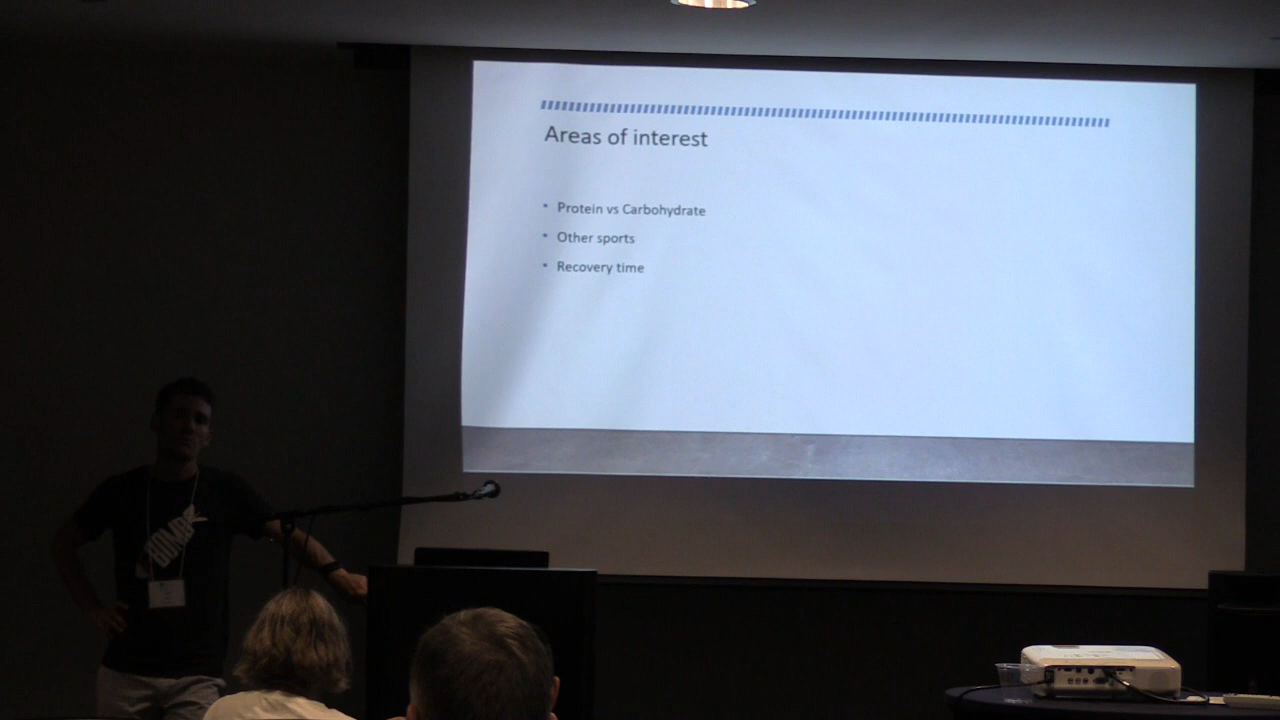 Areas of interest
Protein vs Carbohydrate
Other sports
Recovery time